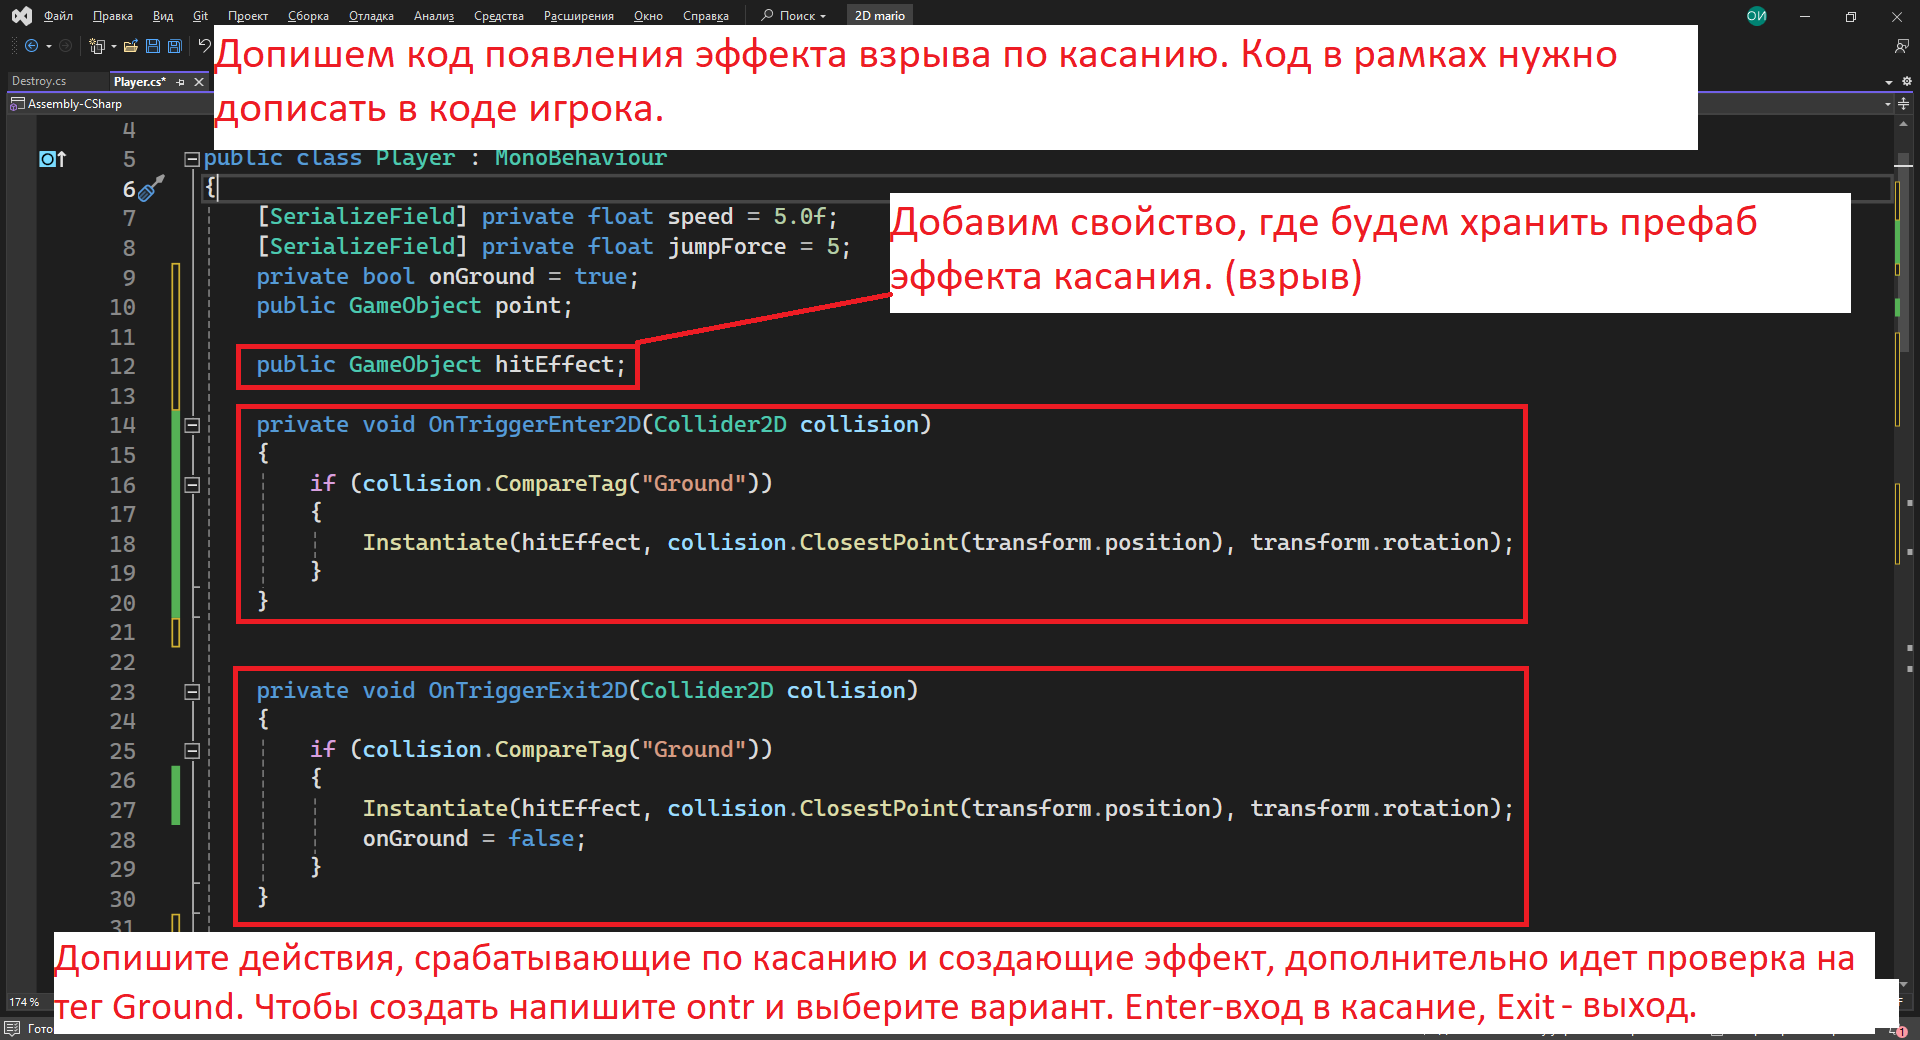 Файл Правка Вид Git Проект Сборка Отладка Анализ Средства Расширения Окно Справка Поиск 2D mario ОИ
Допишем код появления эффекта взрыва по касанию. Код в рамках нужно
дописать в коде игрока.
Destroy.cs Player.cs*
Assembly-CSharp
4
5 public class Player : MonoBehaviour
6 {
7 [SerializeField] private float speed = 5.0f;
8 [SerializeField] private float jumpForce = 5;
9 private bool onGround = true;
10 public GameObject point;
Добавим свойство, где будем хранить префаб
эффекта касания. (взрыв)
11
12 public GameObject hitEffect;
13
14 private void OnTriggerEnter2D(Collider2D collision)
15 {
16 if (collision.CompareTag("Ground"))
17 {
18 Instantiate(hitEffect, collision.ClosestPoint(transform.position), transform.rotation);
19 }
20 }
21
22
23 private void OnTriggerExit2D(Collider2D collision)
24 {
25 if (collision.CompareTag("Ground"))
26 {
27 Instantiate(hitEffect, collision.ClosestPoint(transform.position), transform.rotation);
28 onGround = false;
29 }
30 }
31
Допишите действия, срабатывающие по касанию и создающие эффект, дополнительно идет проверка на
тег Ground. Чтобы создать напишите ontr и выберите вариант. Enter-вход в касание, Exit - выход.
174 %
Гото
1